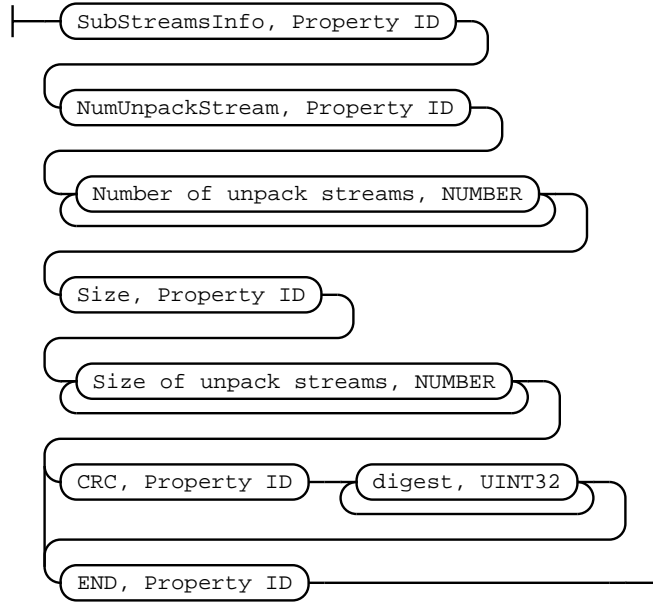 SubStreamsInfo, Property ID
NumUnpackStream, Property ID
Number of unpack streams, NUMBER
Size, Property ID
Size of unpack streams, NUMBER
CRC, Property ID digest, UINT32
END, Property ID